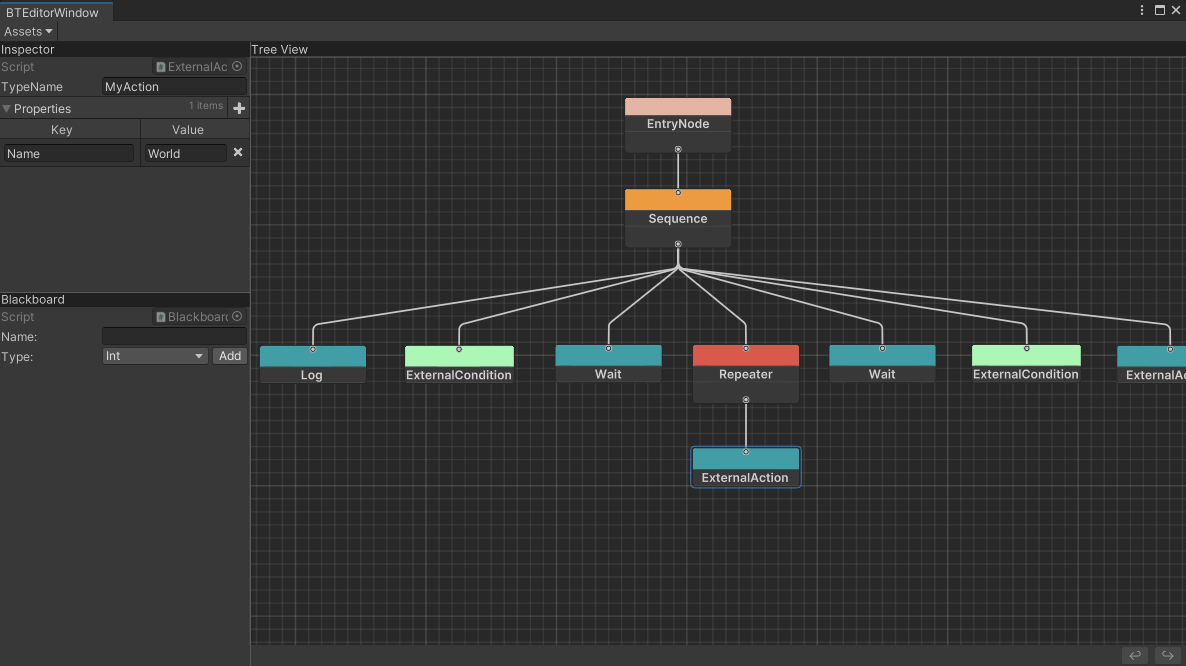 BTEditorWindow
Assets
Inspector
Script ExternalAc
TypeName MyAction
Properties 1 items
Key Value
Name World
Blackboard
Script Blackboar
Name:
Type: Int Add
Tree View
EntryNode
Sequence
Log ExternalCondition Wait Repeater Wait ExternalCondition ExternalAc
ExternalAction